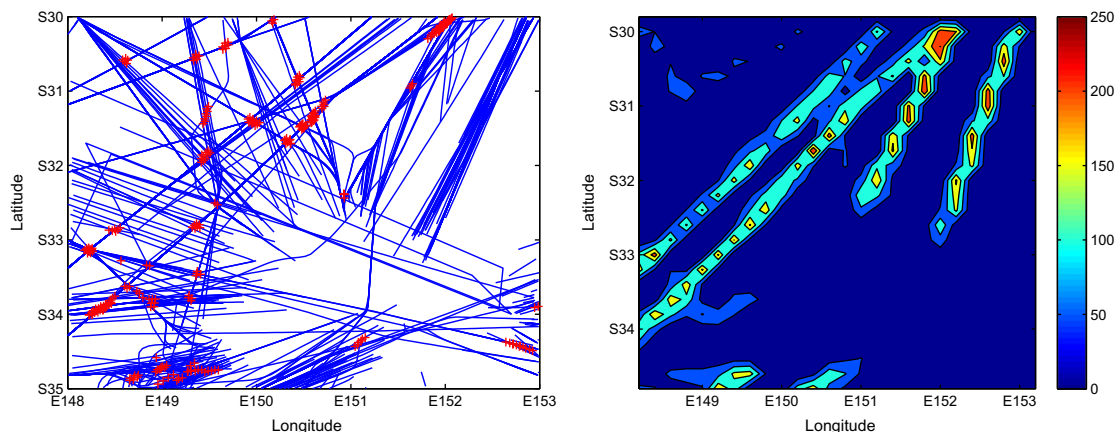 S30
S31
S32
S33
S34
S35
Latitude
E148
E149
E150
E151
E152
E153
Longitude
S30
S31
S32
S33
S34
Latitude
E149
E150
E151
E152
E153
Longitude
250
200
150
100
50
0